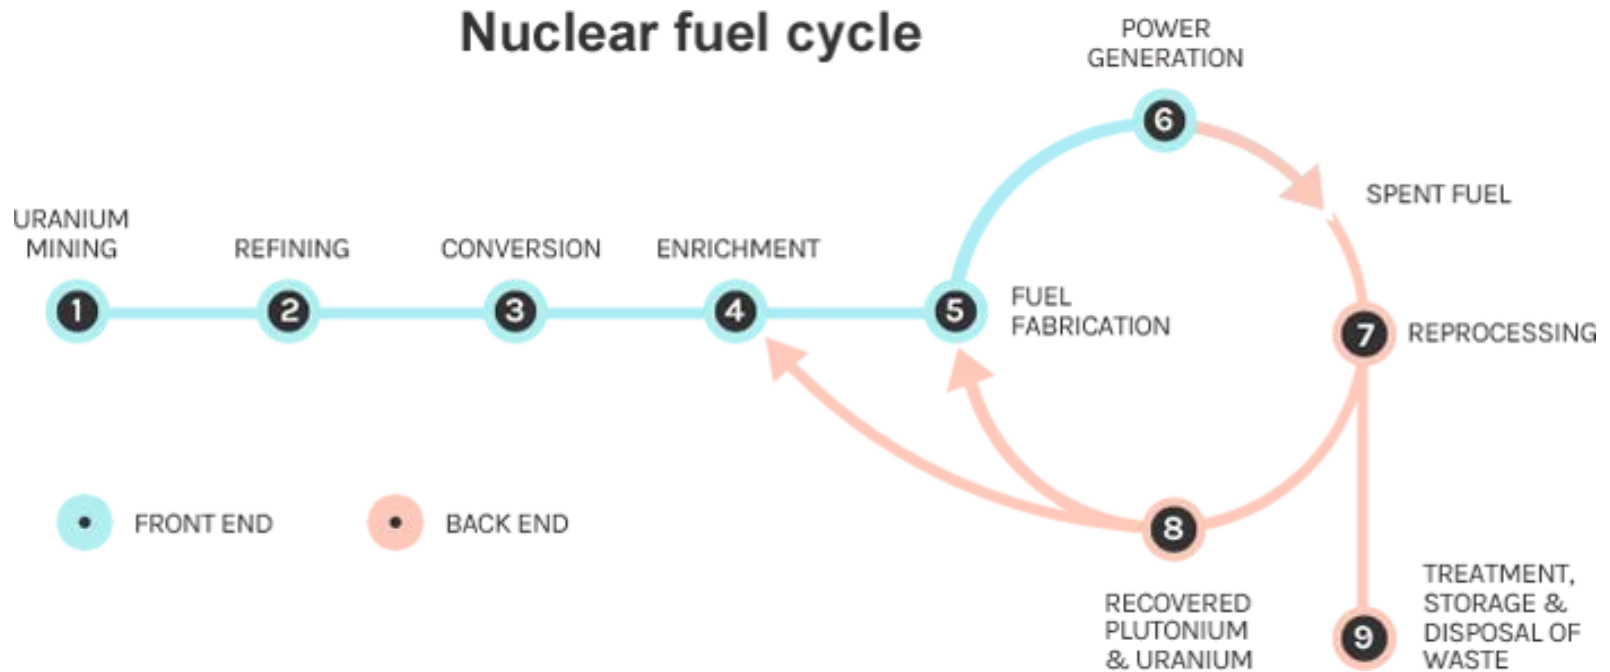 Nuclear fuel cycle
POWER
GENERATION
6
SPENT FUEL
URANIUM
MINING
REFINING
CONVERSION
ENRICHMENT
1
2
3
4
5
FUEL
FABRICATION
7
REPROCESSING
FRONT END
BACK END
8
RECOVERED
PLUTONIUM
& URANIUM
9
TREATMENT,
STORAGE &
DISPOSAL OF
WASTE